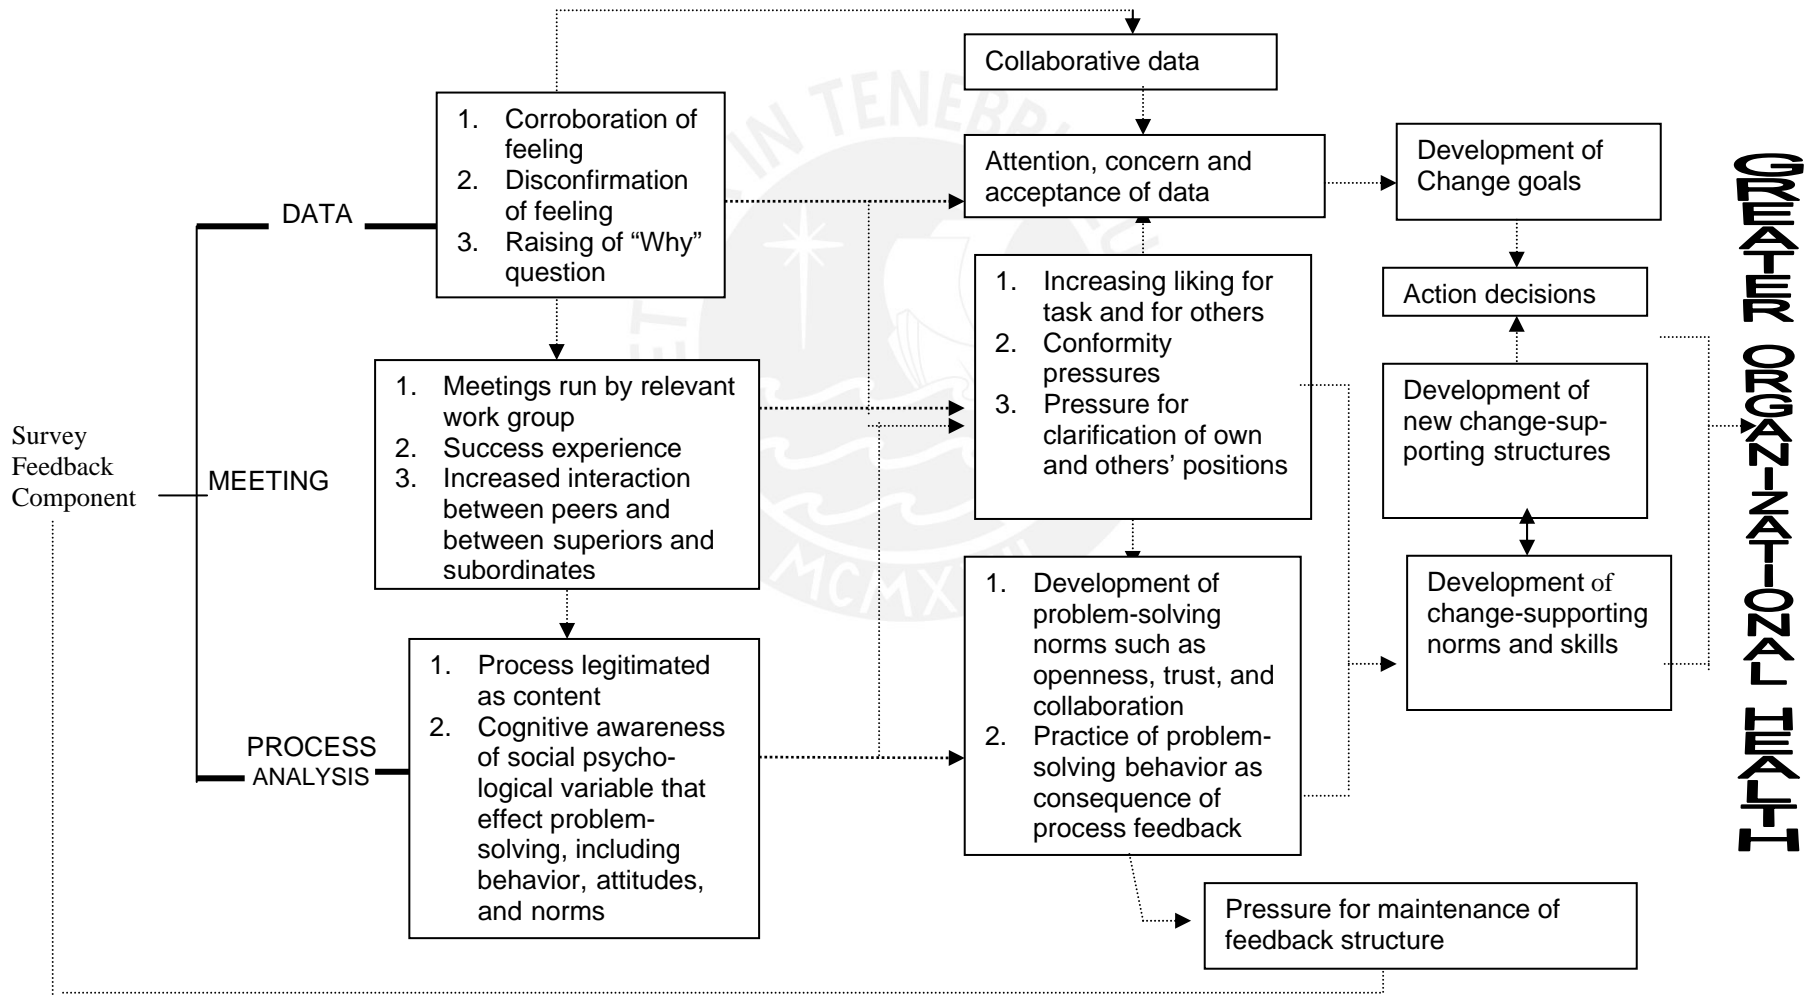 Collaborative data
1. Corroboration of
feeling
2. Disconfirmation
of feeling
3. Raising of “Why”
question
Attention, concern and
acceptance of data
Development of
Change goals
DATA
1. Increasing liking for
task and for others
2. Conformity
pressures
3. Pressure for
clarification of own
and others’ positions
Action decisions
1. Meetings run by relevant
work group
2. Success experience
3. Increased interaction
between peers and
between superiors and
subordinates
Development of
new change-sup-
porting structures
Survey
Feedback
Component
MEETING
1. Development of
problem-solving
norms such as
openness, trust, and
collaboration
2. Practice of problem-
solving behavior as
consequence of
process feedback
Development of
change-supporting
norms and skills
PROCESS
ANALYSIS
1. Process legitimated
as content
2. Cognitive awareness
of social psycho-
logical variable that
effect problem-
solving, including
behavior, attitudes,
and norms
Pressure for maintenance of
feedback structure
GREATER ORGANIZATIONAL HEALTH
IN TENEBRI
MCMX